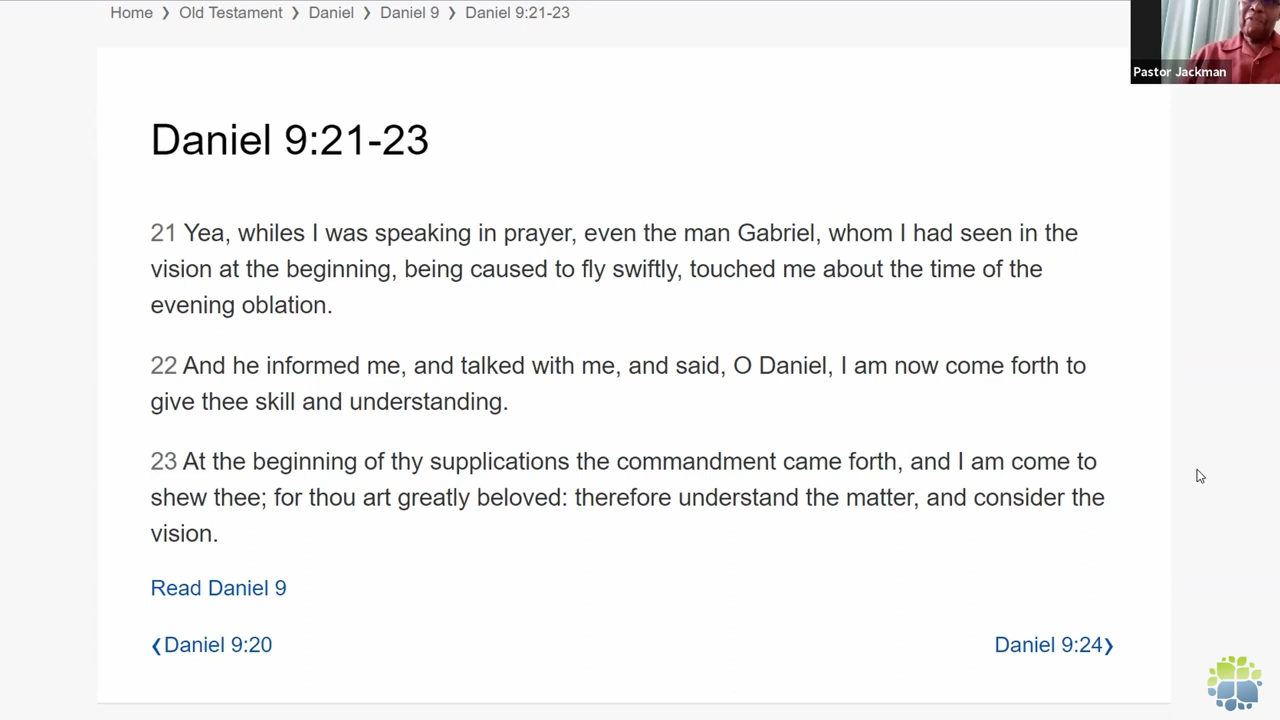 Home ❯ Old Testament ❯ Daniel ❯ Daniel 9 ❯ Daniel 9:21-23
Pastor Jackman
Daniel 9:21-23
21 Yea, whiles I was speaking in prayer, even the man Gabriel, whom I had seen in the
vision at the beginning, being caused to fly swiftly, touched me about the time of the
evening oblation.
22 And he informed me, and talked with me, and said, O Daniel, I am now come forth to
give thee skill and understanding.
23 At the beginning of thy supplications the commandment came forth, and I am come to
shew thee; for thou art greatly beloved: therefore understand the matter, and consider the
vision.
Read Daniel 9
❮Daniel 9:20
Daniel 9:24❯